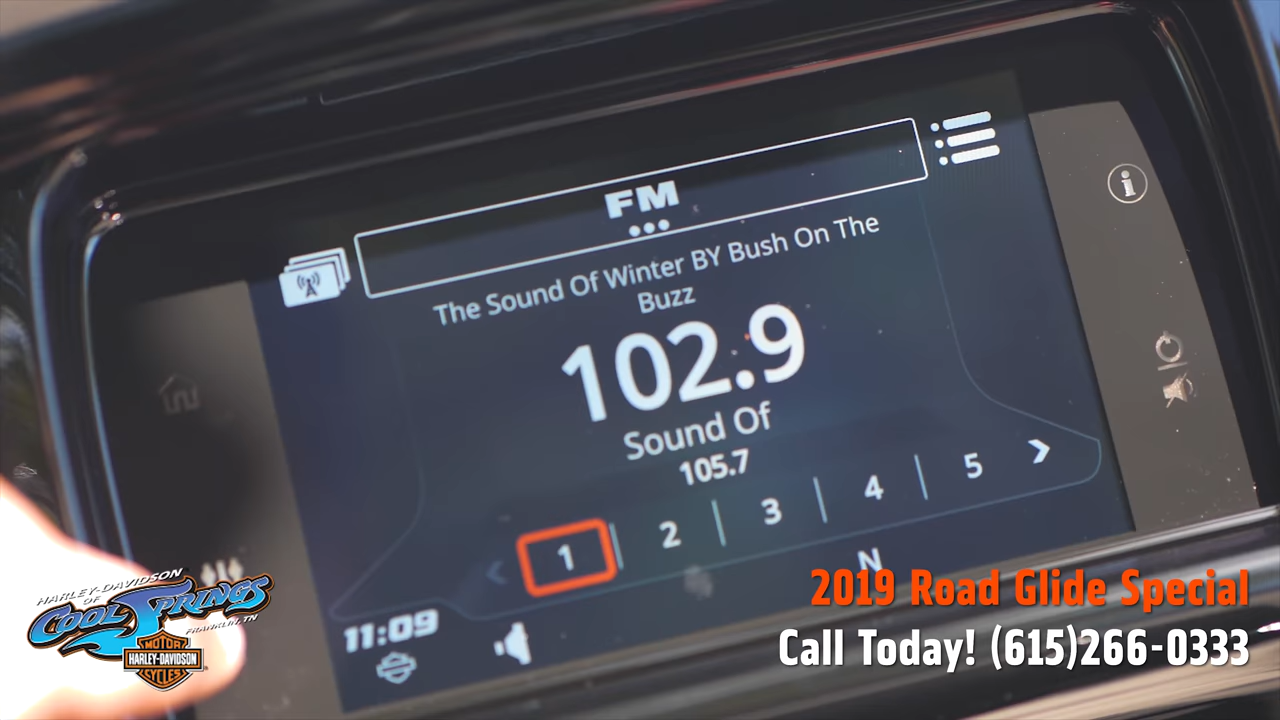 FM
The Sound Of Winter BY Bush On The
Buzz
102.9
Sound Of
105.7
1 2 3 4 5
N
11:09
HARLEY-DAVIDSON
OF
COOL SPRINGS
FRANKLIN, TN
MOTOR
HARLEY-DAVIDSON
CYCLES
2019 Road Glide Special
Call Today! (615)266-0333